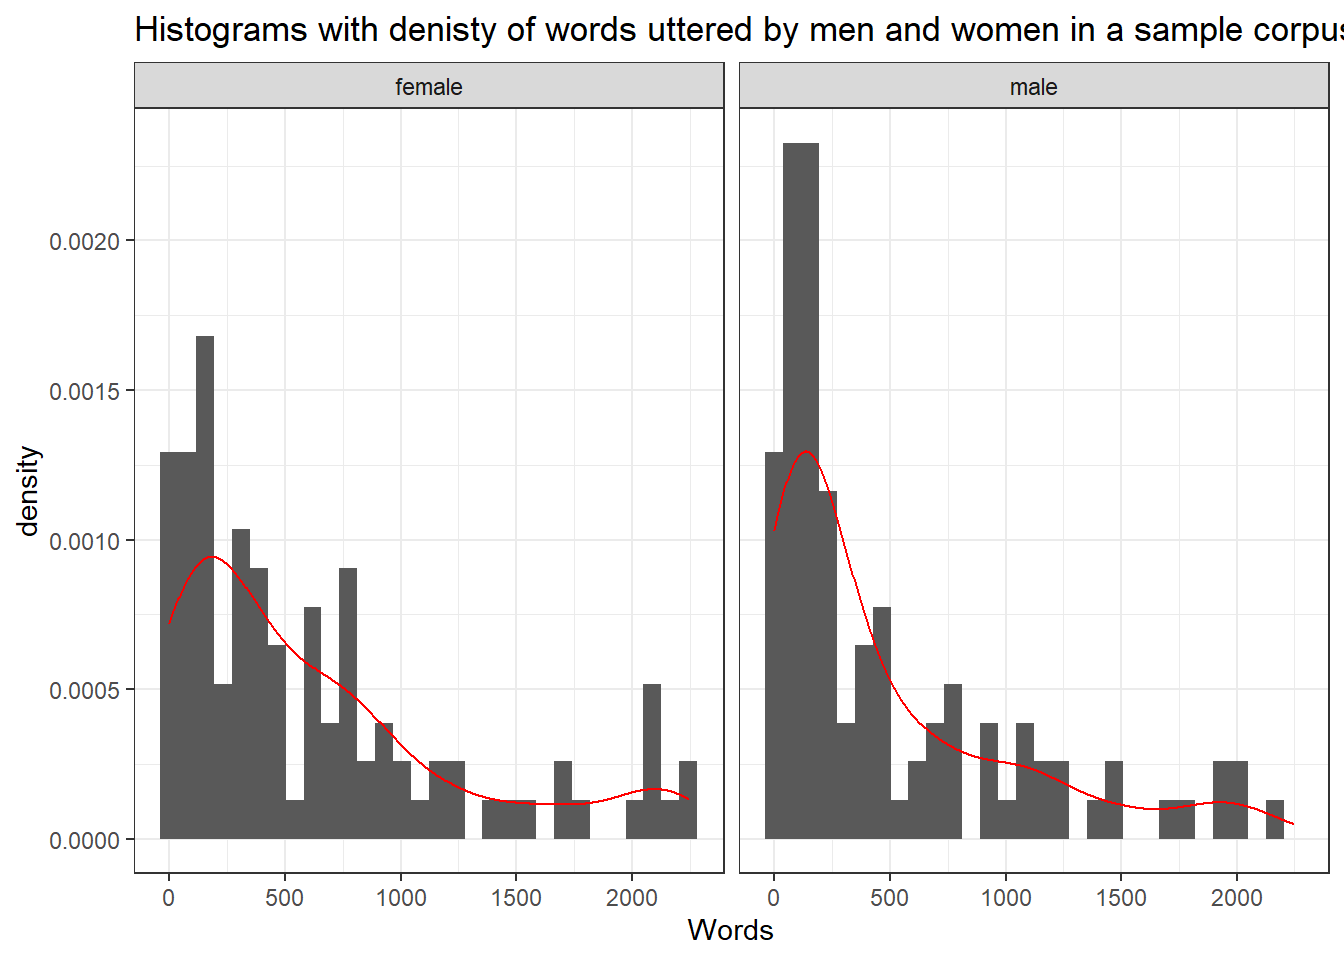 Histograms with denisty of words uttered by men and women in a sample corpus
female
male
0.0020
0.0015
0.0010
0.0005
0.0000
density
0 500 1000 1500 2000
0 500 1000 1500 2000
Words